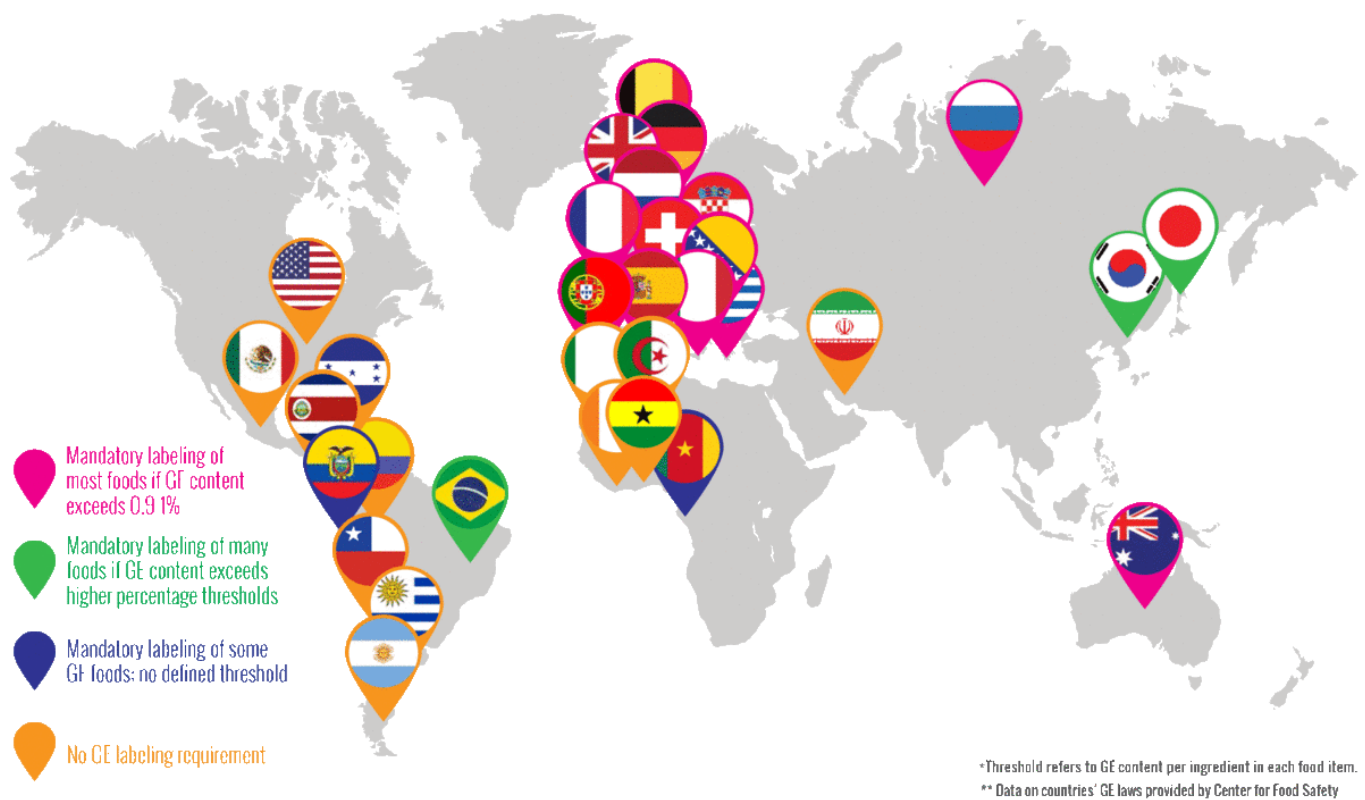 Mandatory labeling of
most foods if GE content
exceeds 0.9 1%
Mandatory labeling of many
foods if GE content exceeds
higher percentage thresholds
Mandatory labeling of some
GE foods; no defined threshold
No GE labeling requirement
*Threshold refers to GE content per ingredient in each food item.
** Data on countries' GE laws provided by Center for Food Safety